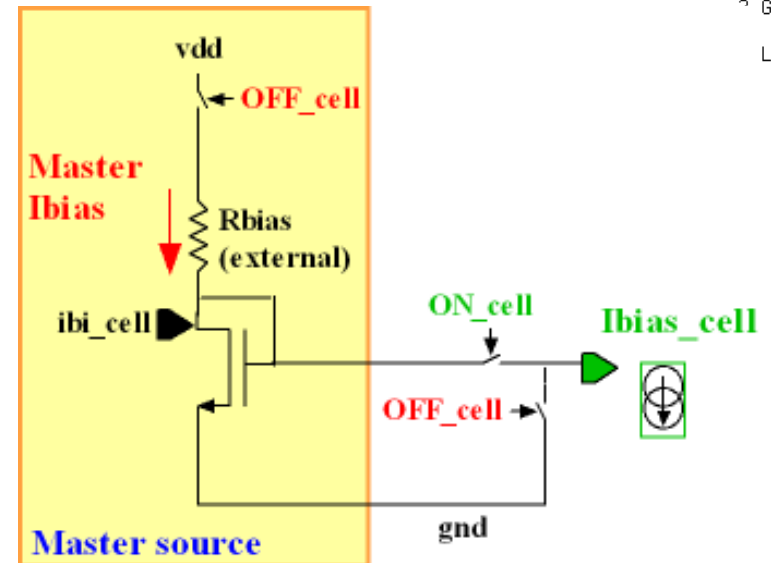 vdd
OFF_cell
Master
Ibias
Rbias
(external)
ibi_cell
ON_cell
Ibias_cell
OFF_cell
gnd
Master source